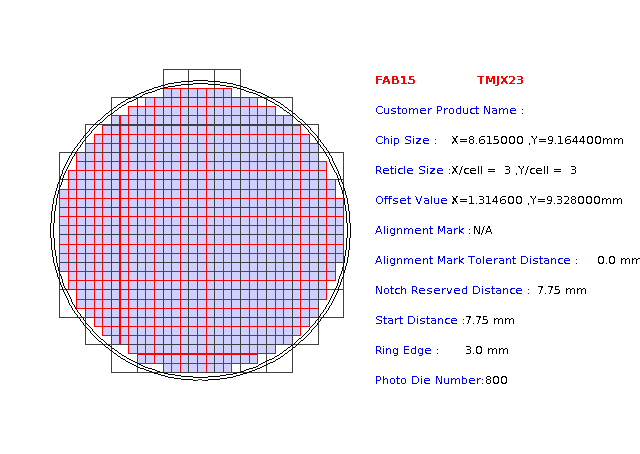 FAB15 TMJX23
Customer Product Name :
Chip Size : X=8.615000 ,Y=9.164400mm
Reticle Size :X/cell = 3 ,Y/cell = 3
Offset Value :X=1.314600 ,Y=9.328000mm
Alignment Mark :N/A
Alignment Mark Tolerant Distance : 0.0 mm
Notch Reserved Distance : 7.75 mm
Start Distance :7.75 mm
Ring Edge : 3.0 mm
Photo Die Number:800